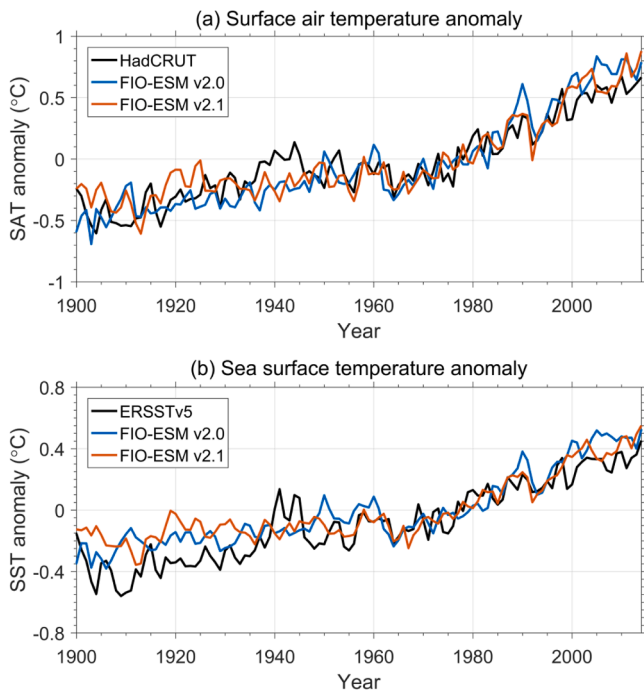 (a) Surface air temperature anomaly
1
HadCRUT
FIO-ESM v2.0
FIO-ESM v2.1
0.5
0
-0.5
-1
SAT anomaly (°C)
1900 1920 1940 1960 1980 2000
Year
(b) Sea surface temperature anomaly
0.8
ERSSTv5
FIO-ESM v2.0
FIO-ESM v2.1
0.4
0
-0.4
-0.8
SST anomaly (°C)
1900 1920 1940 1960 1980 2000
Year